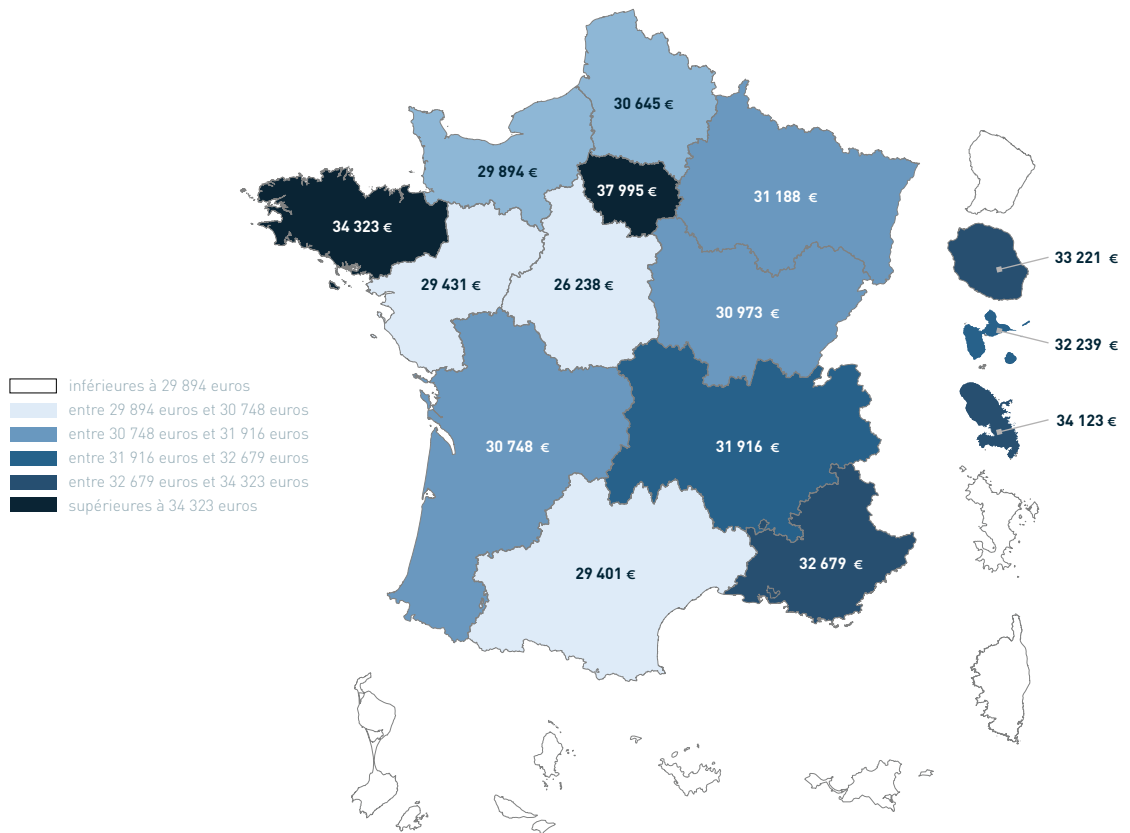 30 645 €
29 894 €
37 995 €
31 188 €
34 323 €
33 221 €
29 431 €
26 238 €
30 973 €
32 239 €
inférieures à 29 894 euros
entre 29 894 euros et 30 748 euros
entre 30 748 euros et 31 916 euros
entre 31 916 euros et 32 679 euros
entre 32 679 euros et 34 323 euros
supérieures à 34 323 euros
34 123 €
30 748 €
31 916 €
32 679 €
29 401 €